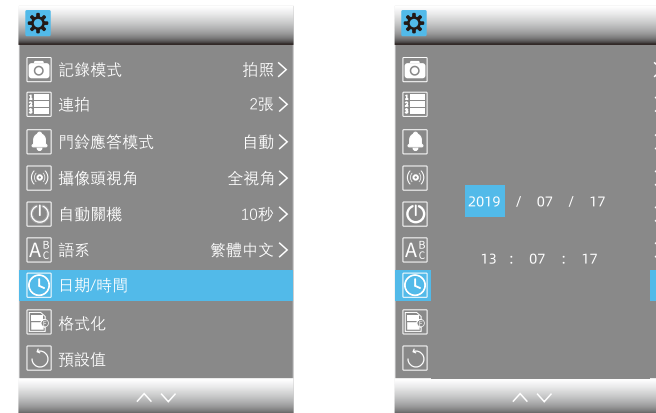 記錄模式 拍照
連拍 2張
門鈴應答模式 自動
攝像頭視角 全視角
自動關機 10秒
語系 繁體中文
日期/時間
格式化
預設值
2019 / 07 / 17
13 : 07 : 17